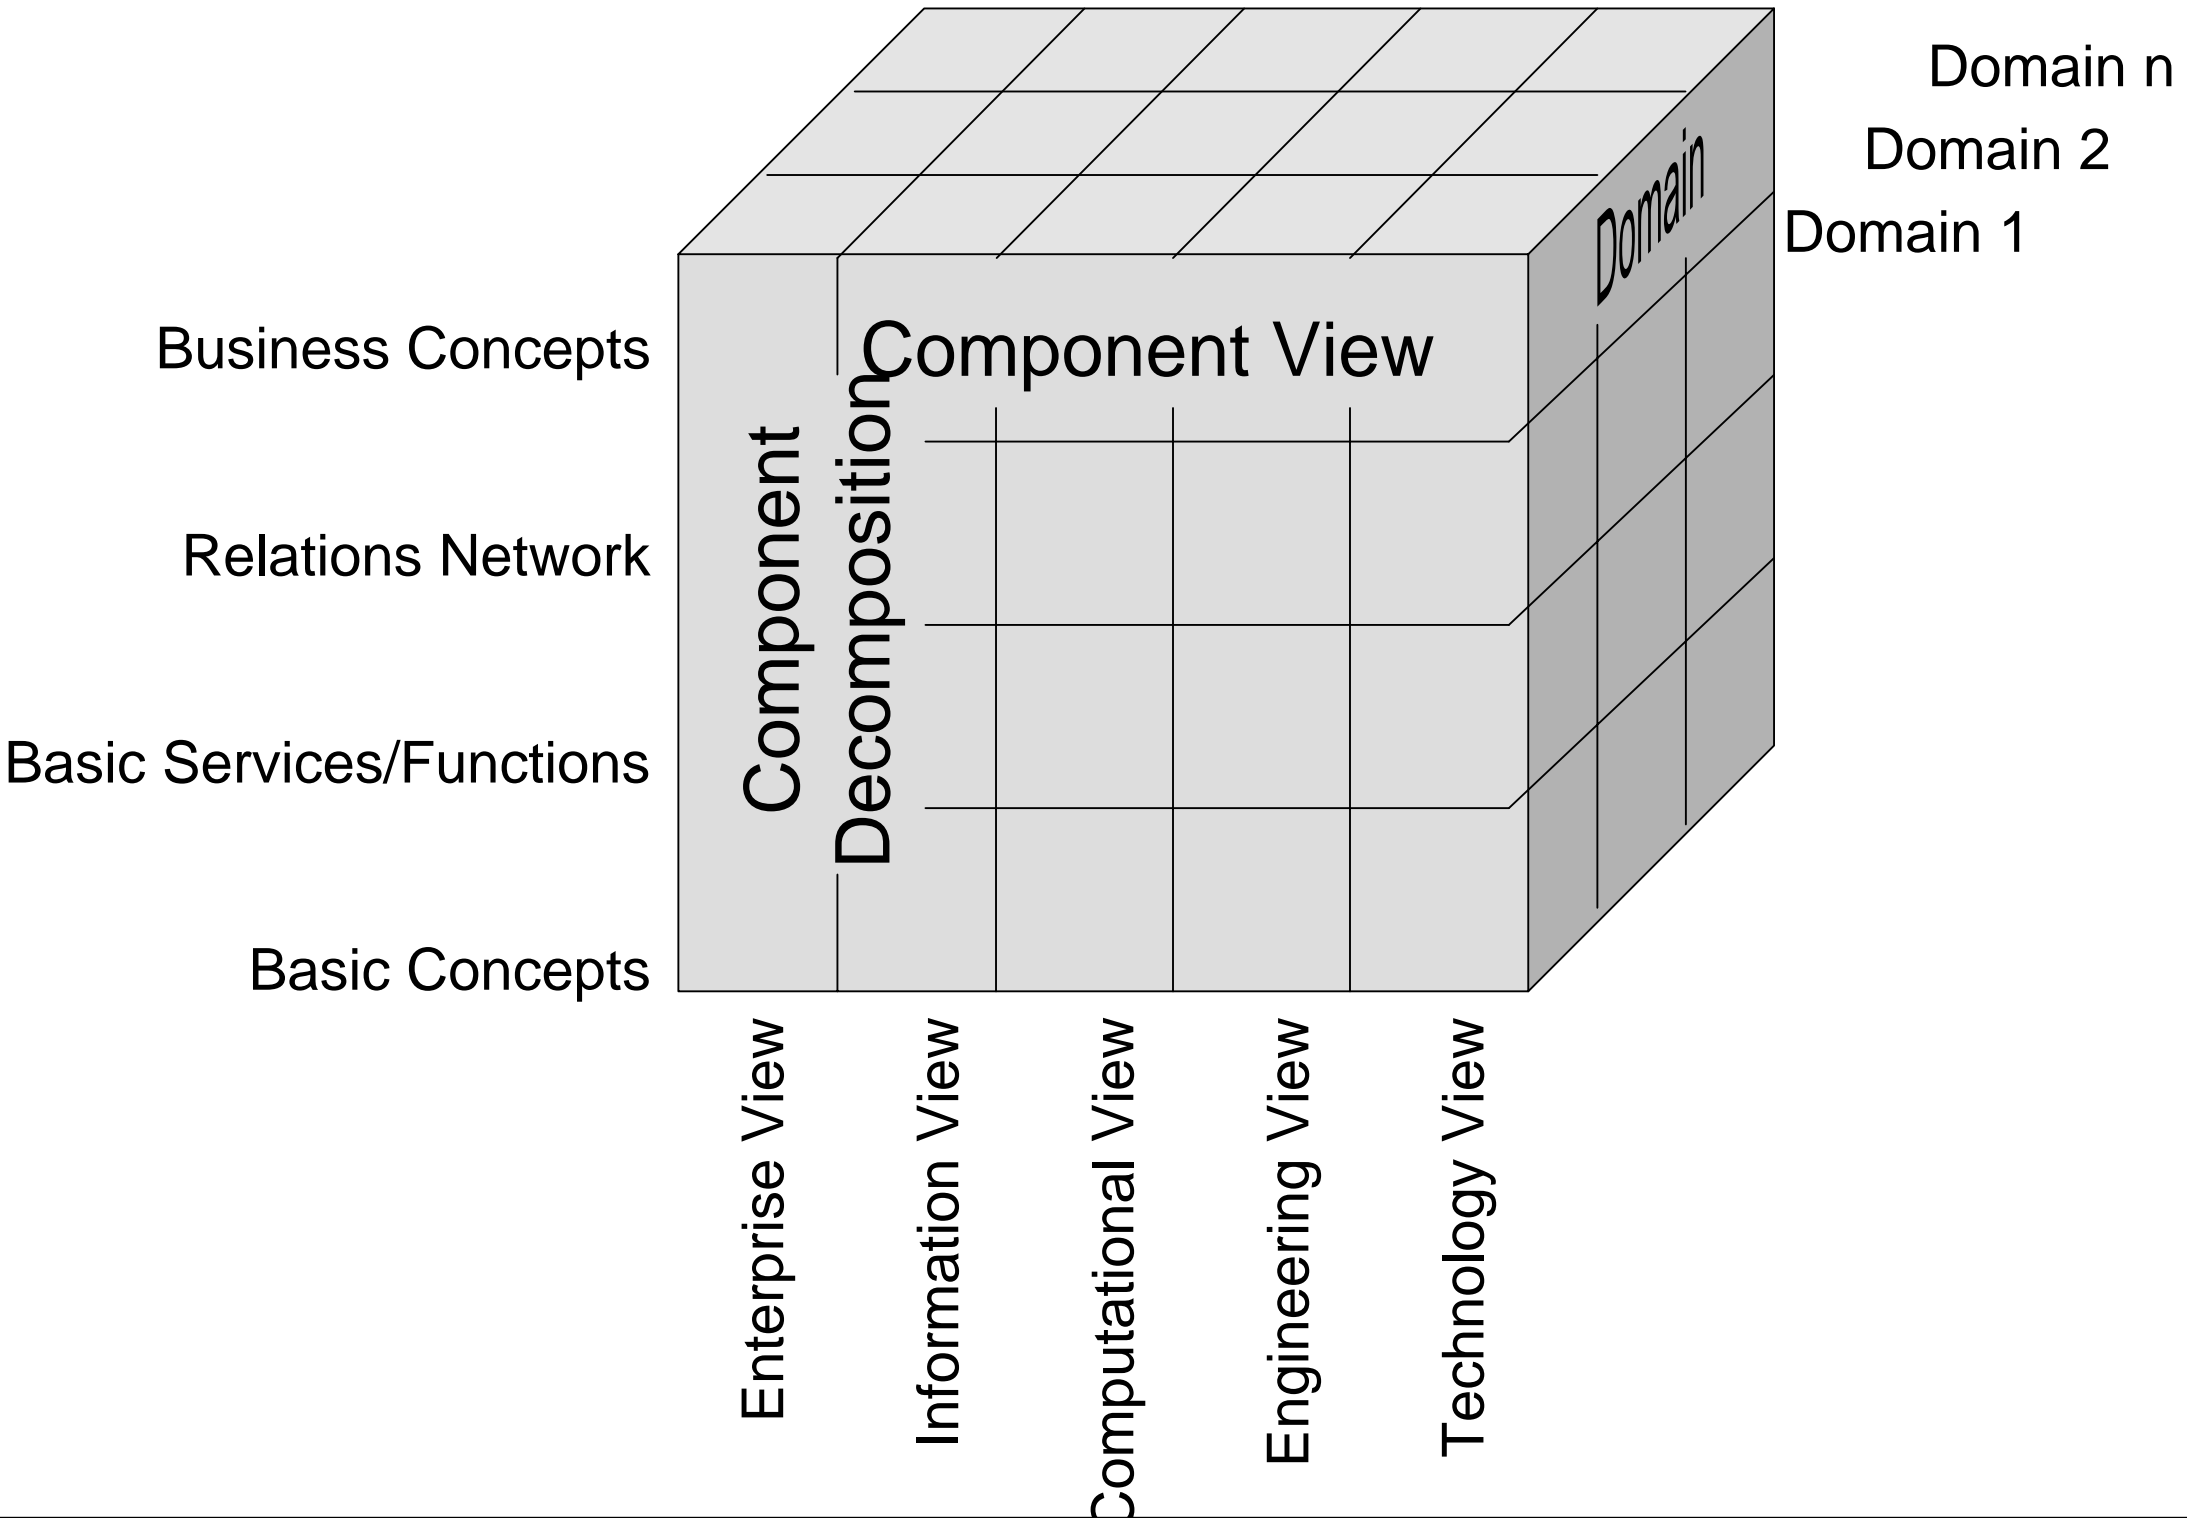 Domain n
Domain 2
Domain 1
Domain
Component View
Component
Decomposition
Business Concepts
Relations Network
Basic Services/Functions
Basic Concepts
Enterprise View
Information View
Computational View
Engineering View
Technology View